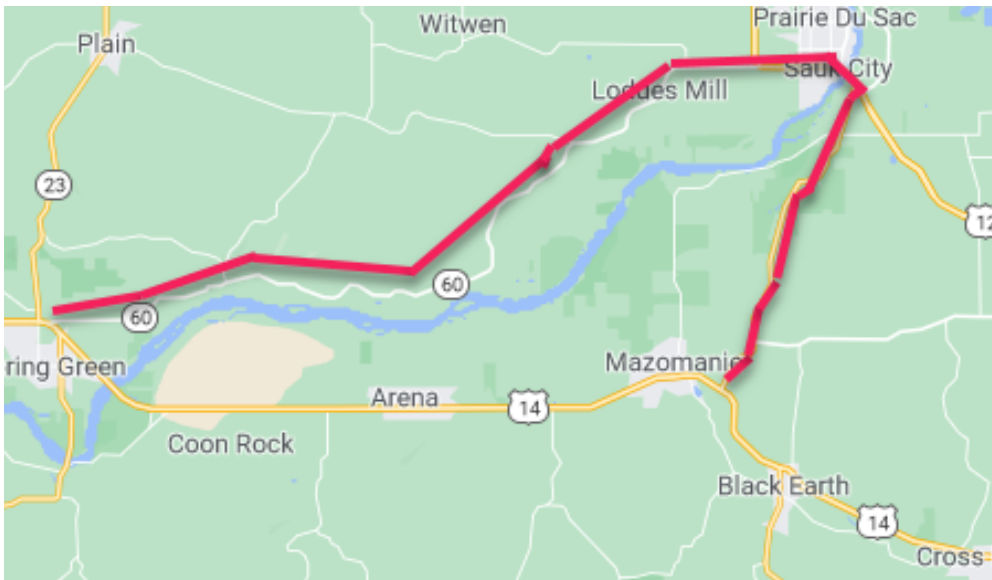 Prairie Du Sac
Witwen
Plain
Sauk City
Loddes Mill
23
12
60
60
Mazomanie
ring Green
Arena
14
Coon Rock
Black Earth
14
Cross